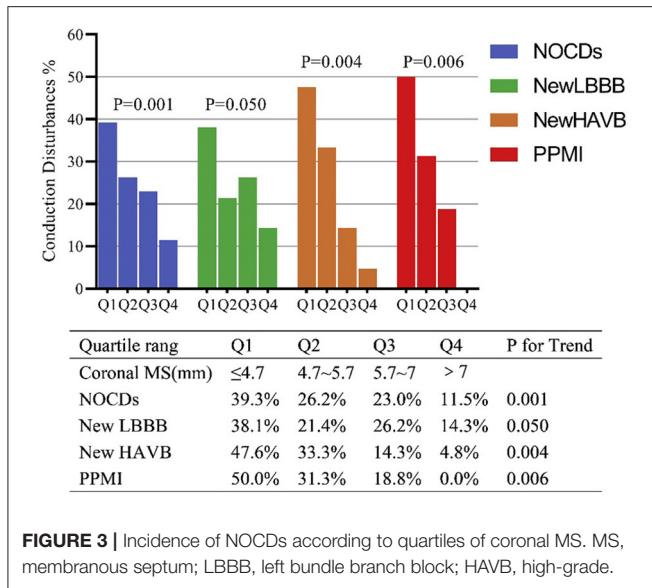 60
50
40
30
20
10
0
Conduction Disturbances %
P=0.001
P=0.050
P=0.004
P=0.006
Q1Q2Q3Q4
Q1Q2Q3Q4
Q1Q2Q3Q4
Q1Q2Q3Q4
NOCDs
NewLBBB
NewHAVB
PPMI
Quartile rang Q1 Q2 Q3 Q4 P for Trend
Coronal MS(mm) ≤4.7 4.7~5.7 5.7~7 > 7
NOCDs 39.3% 26.2% 23.0% 11.5% 0.001
New LBBB 38.1% 21.4% 26.2% 14.3% 0.050
New HAVB 47.6% 33.3% 14.3% 4.8% 0.004
PPMI 50.0% 31.3% 18.8% 0.0% 0.006
FIGURE 3 | Incidence of NOCDs according to quartiles of coronal MS. MS,
membranous septum; LBBB, left bundle branch block; HAVB, high-grade.